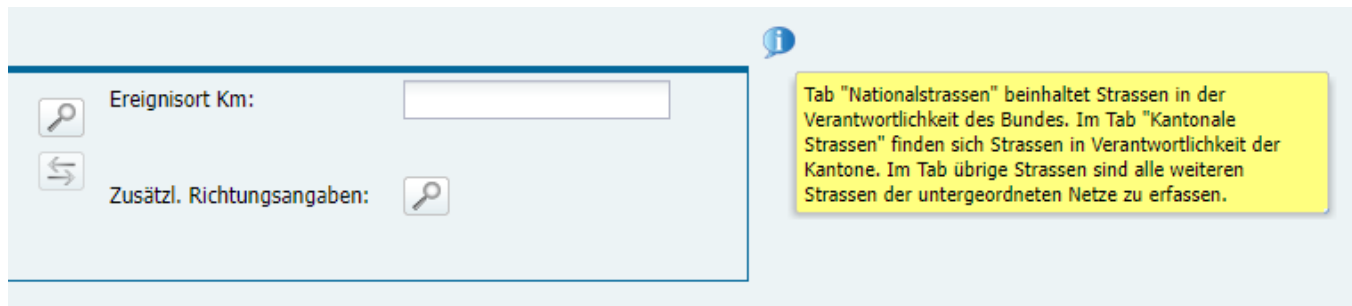 Ereignisort Km:
Zusätzl. Richtungsangaben:
Tab "Nationalstrassen" beinhaltet Strassen in der
Verantwortlichkeit des Bundes. Im Tab "Kantonale
Strassen" finden sich Strassen in Verantwortlichkeit der
Kantone. Im Tab übrige Strassen sind alle weiteren
Strassen der untergeordneten Netze zu erfassen.